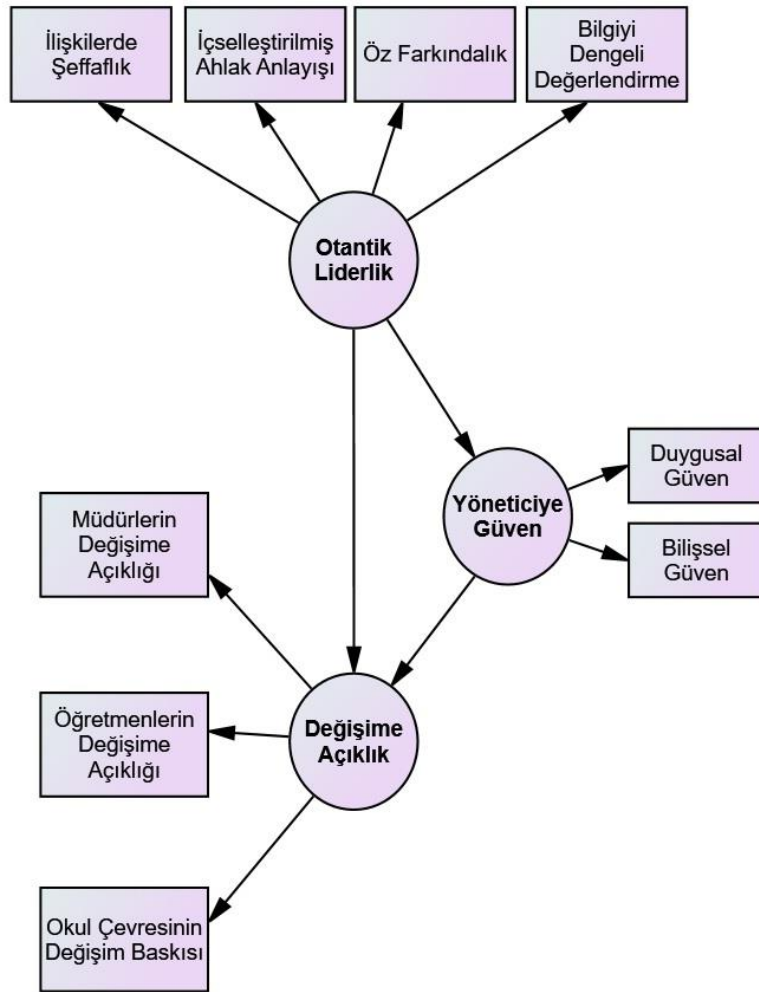 İlişkilerde
Şeffaflık
İçselleştirilmiş
Ahlak Anlayışı
Öz Farkındalık
Bilgiyi
Dengeli
Değerlendirme
Otantik
Liderlik
Duygusal
Güven
Yöneticiye
Güven
Bilişsel
Güven
Müdürlerin
Değişime
Açıklığı
Öğretmenlerin
Değişime
Açıklığı
Değişime
Açıklık
Okul Çevresinin
Değişim Baskısı